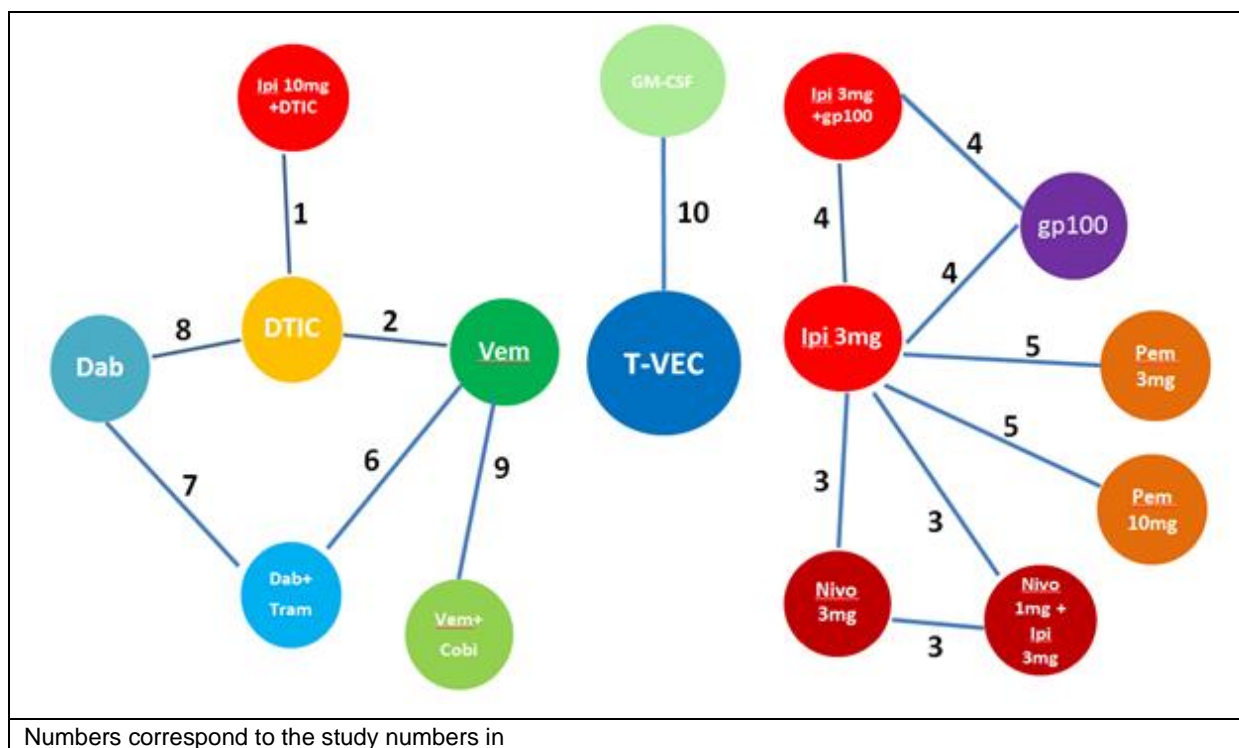 Ipi 10mg
+DTIC
1
DTIC
8
2
Dab
Vem
7
6
9
Dab+
Tram
Vem+
Cobi
GM-CSF
10
T-VEC
Ipi 3mg
+gp100
4
4
gp100
4
Ipi 3mg
5
Pem
3mg
5
Pem
10mg
3
3
Nivo
3mg
3
Nivo
1mg +
Ipi
3mg
Numbers correspond to the study numbers in